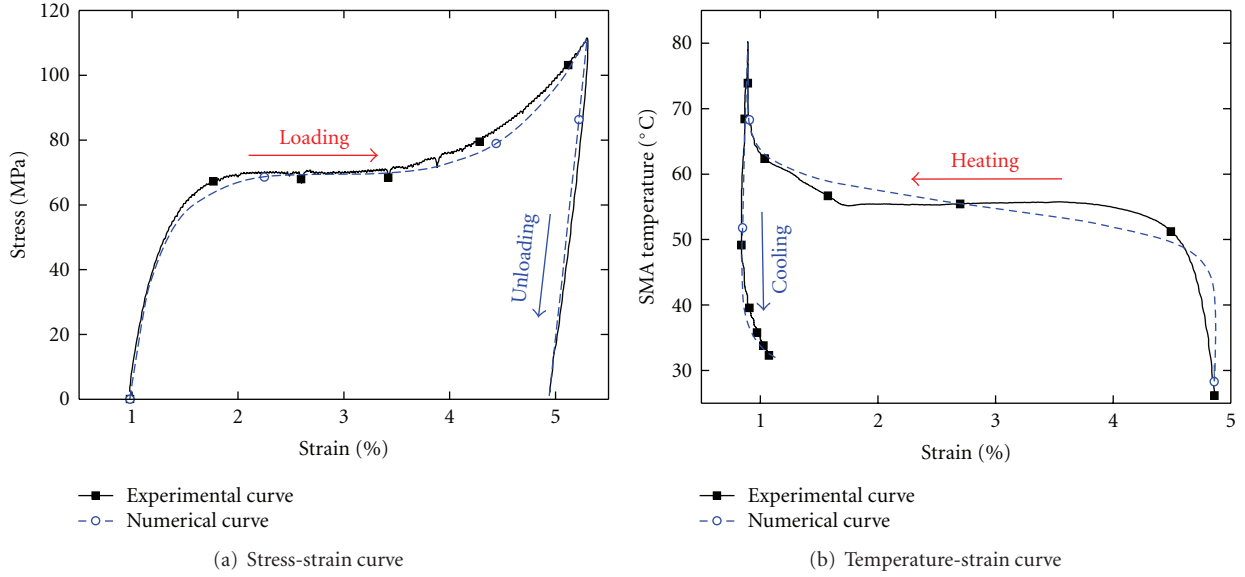 120
100
80
60
40
20
0
Stress (MPa)
Loading
Unloading
1
2
3
4
5
Strain (%)
Experimental curve
Numerical curve
(a) Stress-strain curve
80
70
60
50
40
30
SMA temperature (°C)
Heating
Cooling
1
2
3
4
5
Strain (%)
Experimental curve
Numerical curve
(b) Temperature-strain curve